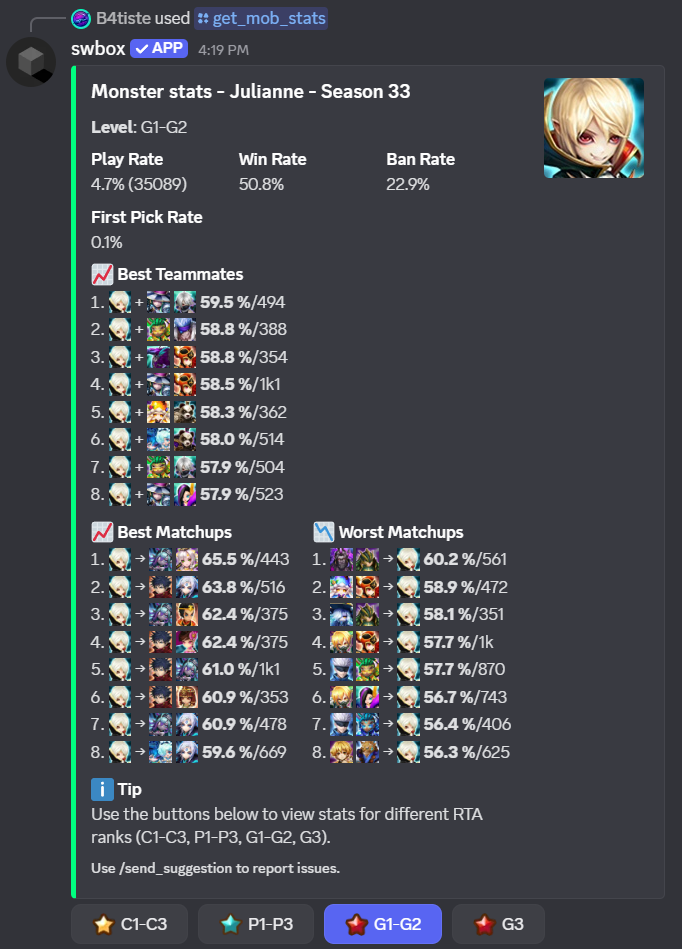 B4tiste used get_mob_stats
swbox ✓ APP 4:19 PM
Monster stats - Julianne - Season 33
Level: G1-G2
Play Rate Win Rate Ban Rate
4.7% (35089) 50.8% 22.9%
First Pick Rate
0.1%
Best Teammates
1. + 59.5 %/494
2. + 58.8 %/388
3. + 58.8 %/354
4. + 58.5 %/1k1
5. + 58.3 %/362
6. + 58.0 %/514
7. + 57.9 %/504
8. + 57.9 %/523
Best Matchups Worst Matchups
1. → 65.5 %/443 1. → 60.2 %/561
2. → 63.8 %/516 2. → 58.9 %/472
3. → 62.4 %/375 3. → 58.1 %/351
4. → 62.4 %/375 4. → 57.7 %/1k
5. → 61.0 %/1k1 5. → 57.7 %/870
6. → 60.9 %/353 6. → 56.7 %/743
7. → 60.9 %/478 7. → 56.4 %/406
8. → 59.6 %/669 8. → 56.3 %/625
i Tip
Use the buttons below to view stats for different RTA
ranks (C1-C3, P1-P3, G1-G2, G3).
Use /send_suggestion to report issues.
C1-C3 P1-P3 G1-G2 G3